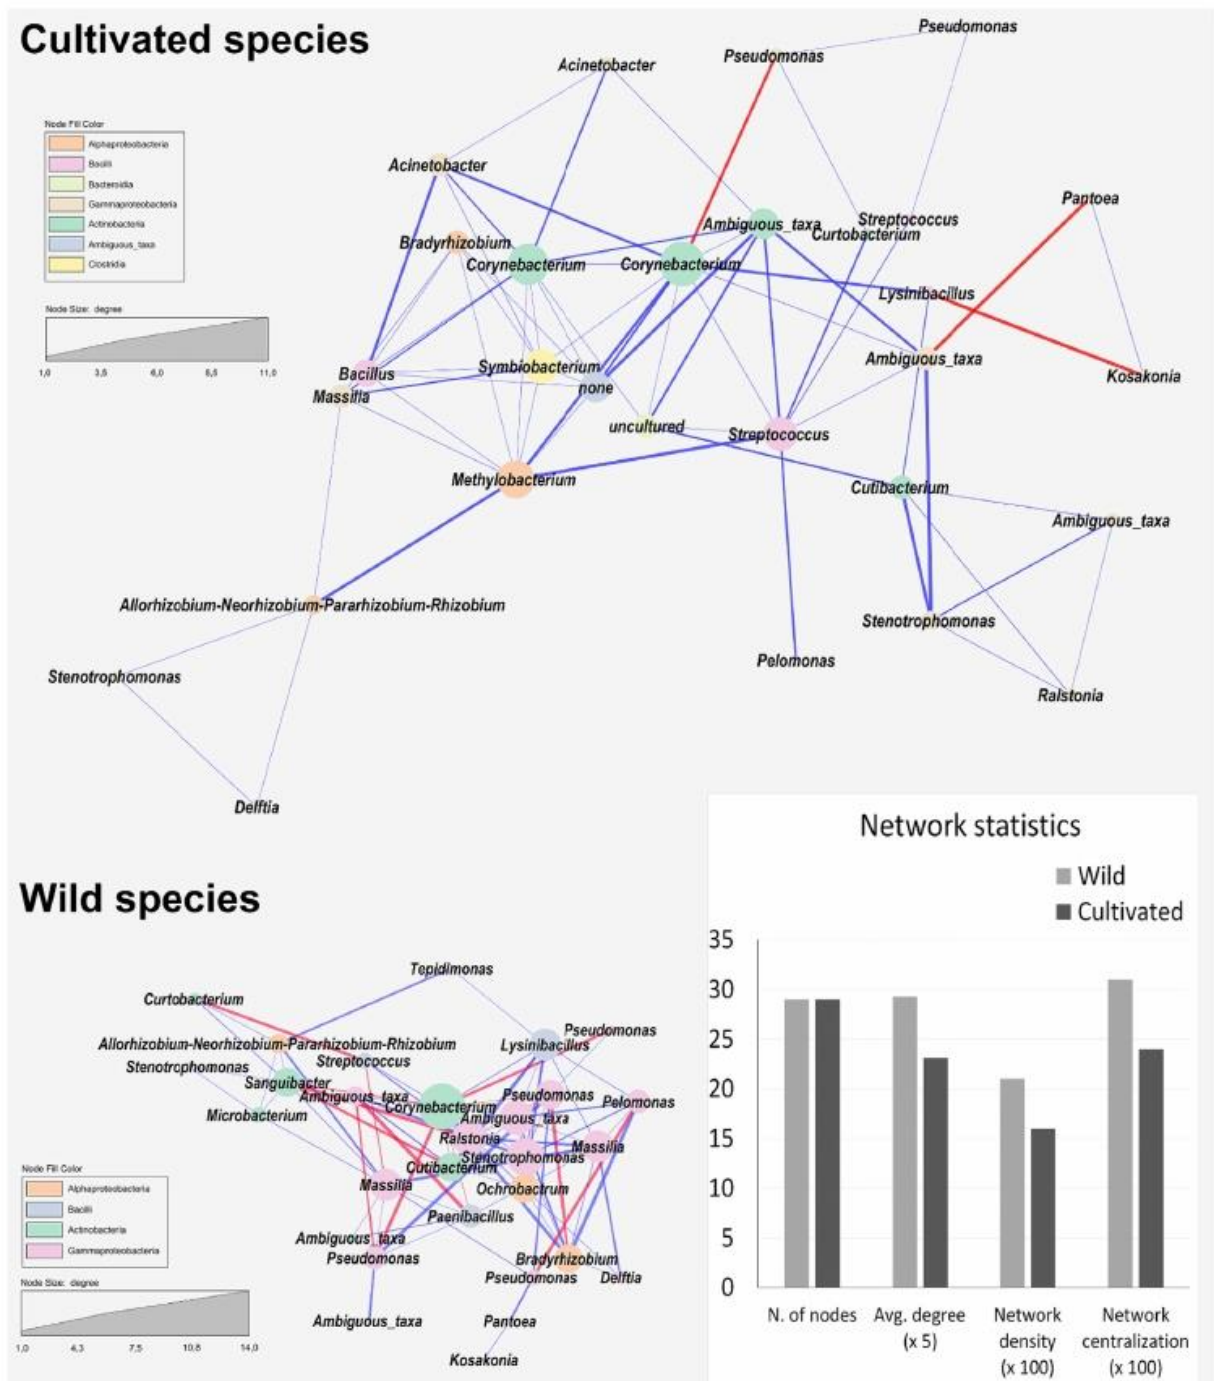 Cultivated species
Pseudomonas
Pseudomonas
Acinetobacter
Node Fill Color
Alphaproteobacteria
Bacilli
Bacteroidia
Gammaproteobacteria
Actinobacteria
Ambiguous_taxa
Clostridia
Acinetobacter
Pantoea
Ambiguous_taxa
Streptococcus
Curtobacterium
Bradyrhizobium
Corynebacterium
Corynebacterium
Lysinibacillus
Node Size: degree
1,0 3,5 6,0 8,5 11,0
Symbiobacterium
Ambiguous_taxa
Bacillus
none
Kosakonia
Massilia
uncultured
Streptococcus
Methylobacterium
Cutibacterium
Ambiguous_taxa
Allorhizobium-Neorhizobium-Pararhizobium-Rhizobium
Stenotrophomonas
Pelomonas
Stenotrophomonas
Ralstonia
Delftia
Wild species
Tepidimonas
Curtobacterium
Pseudomonas
Allorhizobium-Neorhizobium-Pararhizobium-Rhizobium
Lysinibacillus
Streptococcus
Stenotrophomonas
Sanguibacter
Ambiguous_taxa
Pseudomonas
Pelomonas
Corynebacterium
Microbacterium
Ambiguous_taxa
Ralstonia
Massilia
Stenotrophomonas
Cutibacterium
Massilia
Ochrobactrum
Paenibacillus
Ambiguous_taxa
Pseudomonas
Bradyrhizobium
Pseudomonas
Delftia
Ambiguous_taxa
Pantoea
Kosakonia
Node Fill Color
Alphaproteobacteria
Bacilli
Actinobacteria
Gammaproteobacteria
Node Size: degree
1,0 4,3 7,5 10,8 14,0
Network statistics
Wild
Cultivated
35
30
25
20
15
10
5
0
N. of nodes
Avg. degree
(x 5)
Network
density
(x 100)
Network
centralization
(x 100)